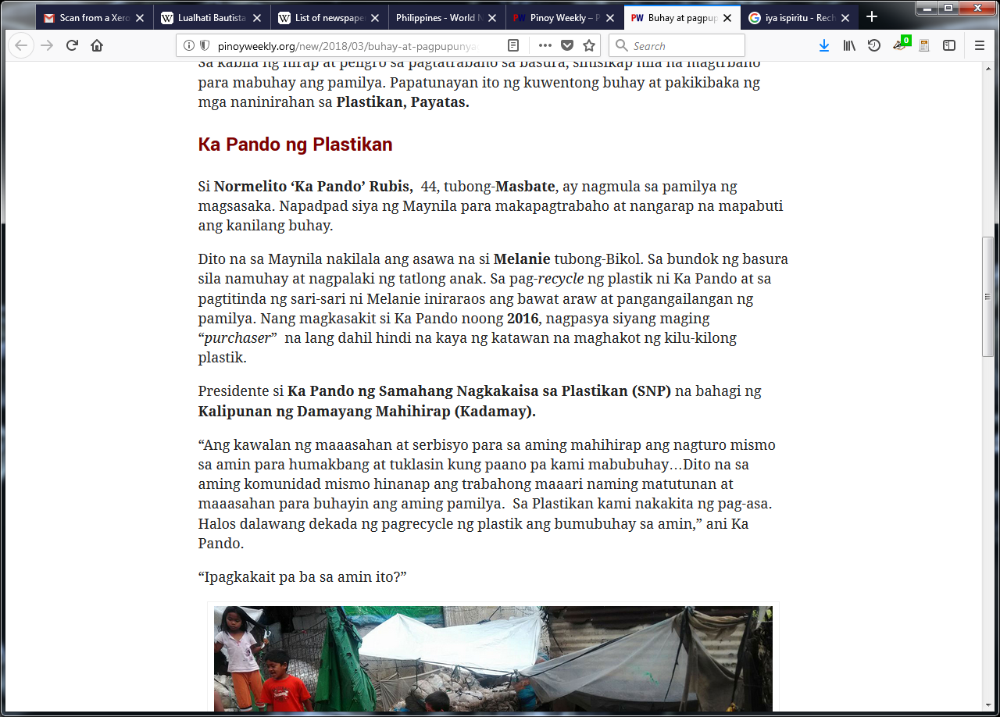 Scan from a Xero
Lualhati Bautista
List of newspape
Philippines - World N
Pinoy Weekly – P
Buhay at pagpup
iya ispiritu - Rech
pinoyweekly.org/new/2018/03/buhay-at-pagpupunya
Search
0
Sa kabila ng hirap at peligro sa pagtatrabaho sa basura, sinisikap nila na magtrbaho
para mabuhay ang pamilya. Papatunayan ito ng kuwentong buhay at pakikibaka ng
mga naninirahan sa Plastikan, Payatas.
Ka Pando ng Plastikan
Si Normelito ‘Ka Pando’ Rubis, 44, tubong-Masbate, ay nagmula sa pamilya ng
magsasaka. Napadpad siya ng Maynila para makapagtrabaho at nangarap na mapabuti
ang kanilang buhay.
Dito na sa Maynila nakilala ang asawa na si Melanie tubong-Bikol. Sa bundok ng basura
sila namuhay at nagpalaki ng tatlong anak. Sa pag-recycle ng plastik ni Ka Pando at sa
pagtitinda ng sari-sari ni Melanie iniraraos ang bawat araw at pangangailangan ng
pamilya. Nang magkasakit si Ka Pando noong 2016, nagpasya siyang maging
“purchaser” na lang dahil hindi na kaya ng katawan na maghakot ng kilu-kilong
plastik.
Presidente si Ka Pando ng Samahang Nagkakaisa sa Plastikan (SNP) na bahagi ng
Kalipunan ng Damayang Mahihirap (Kadamay).
“Ang kawalan ng maaasahan at serbisyo para sa aming mahihirap ang nagturo mismo
sa amin para humakbang at tuklasin kung paano pa kami mabubuhay…Dito na sa
aming komunidad mismo hinanap ang trabahong maaari naming matutunan at
maaasahan para buhayin ang aming pamilya. Sa Plastikan kami nakakita ng pag-asa.
Halos dalawang dekada ng pagrecycle ng plastik ang bumubuhay sa amin,” ani Ka
Pando.
“Ipagkakait pa ba sa amin ito?”